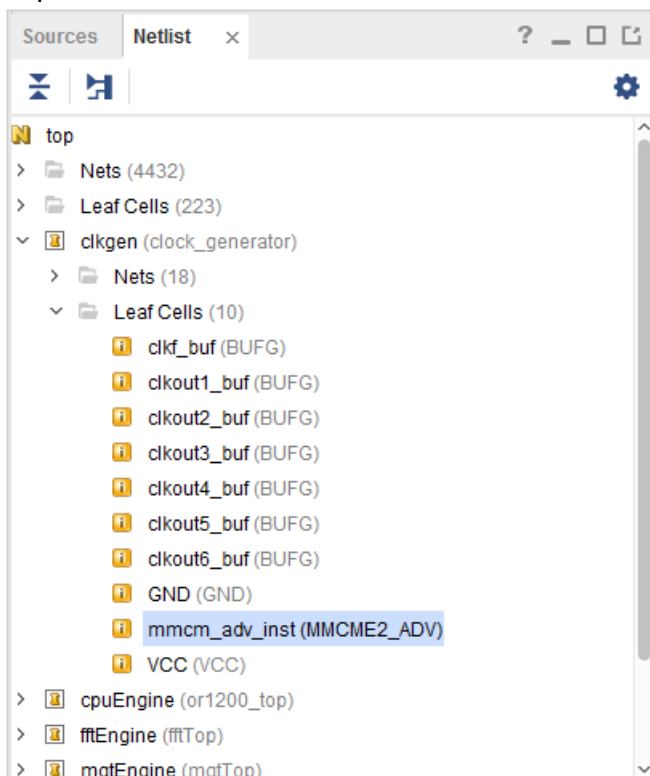 Sources Netlist × ?
N top
Nets (4432)
Leaf Cells (223)
clkgen (clock_generator)
Nets (18)
Leaf Cells (10)
clkf_buf (BUFG)
clkout1_buf (BUFG)
clkout2_buf (BUFG)
clkout3_buf (BUFG)
clkout4_buf (BUFG)
clkout5_buf (BUFG)
clkout6_buf (BUFG)
GND (GND)
mmcm_adv_inst (MMCME2_ADV)
VCC (VCC)
cpuEngine (or1200_top)
fftEngine (fftTop)
mgtEngine (mgtTop)